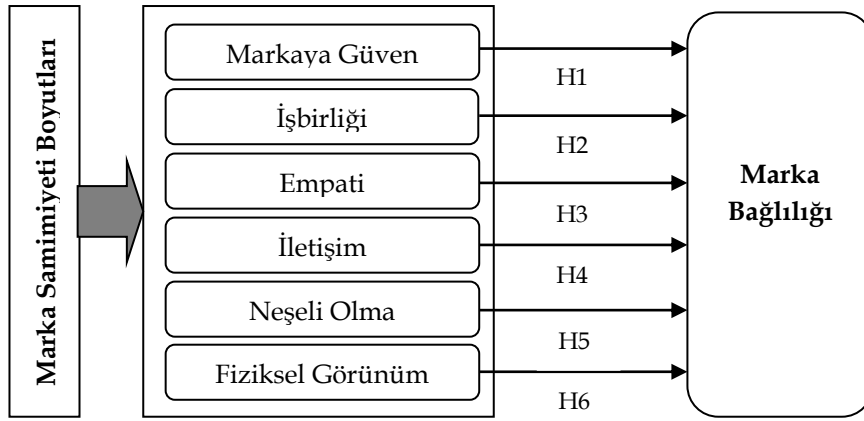 Marka Samimiyeti Boyutları
Markaya Güven
İşbirliği
Empati
İletişim
Neşeli Olma
Fiziksel Görünüm
H1
H2
H3
H4
H5
H6
Marka
Bağlılığı